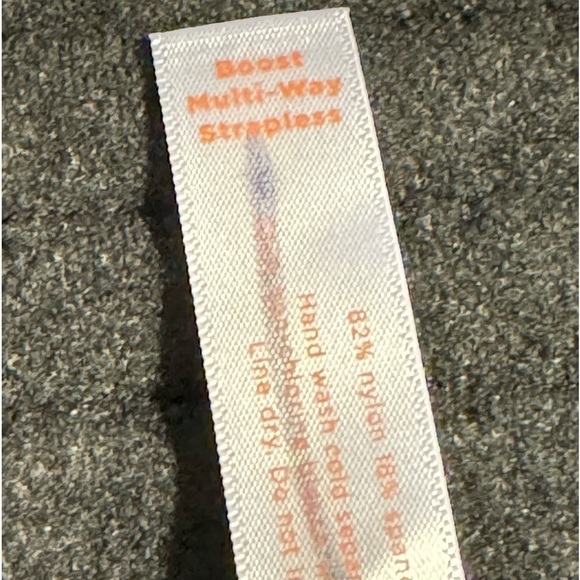 Boost
Multi-Way
Strapless
82% nylon 18%
Hand wash cold
Line dry. Do not